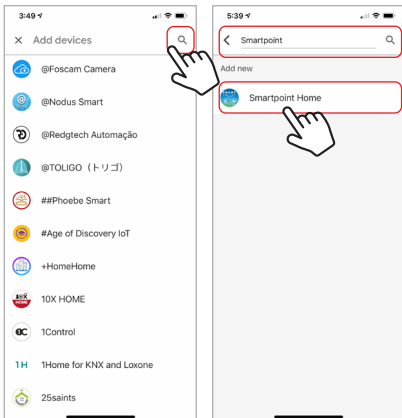 3:49
Add devices
@Foscam Camera
@Nodus Smart
@Redgtech Automação
@TOLIGO（トリゴ）
##Phoebe Smart
#Age of Discovery IoT
+HomeHome
10X HOME
1Control
1H
1Home for KNX and Loxone
25saints
5:39
Smartpoint
Add new
Smartpoint Home